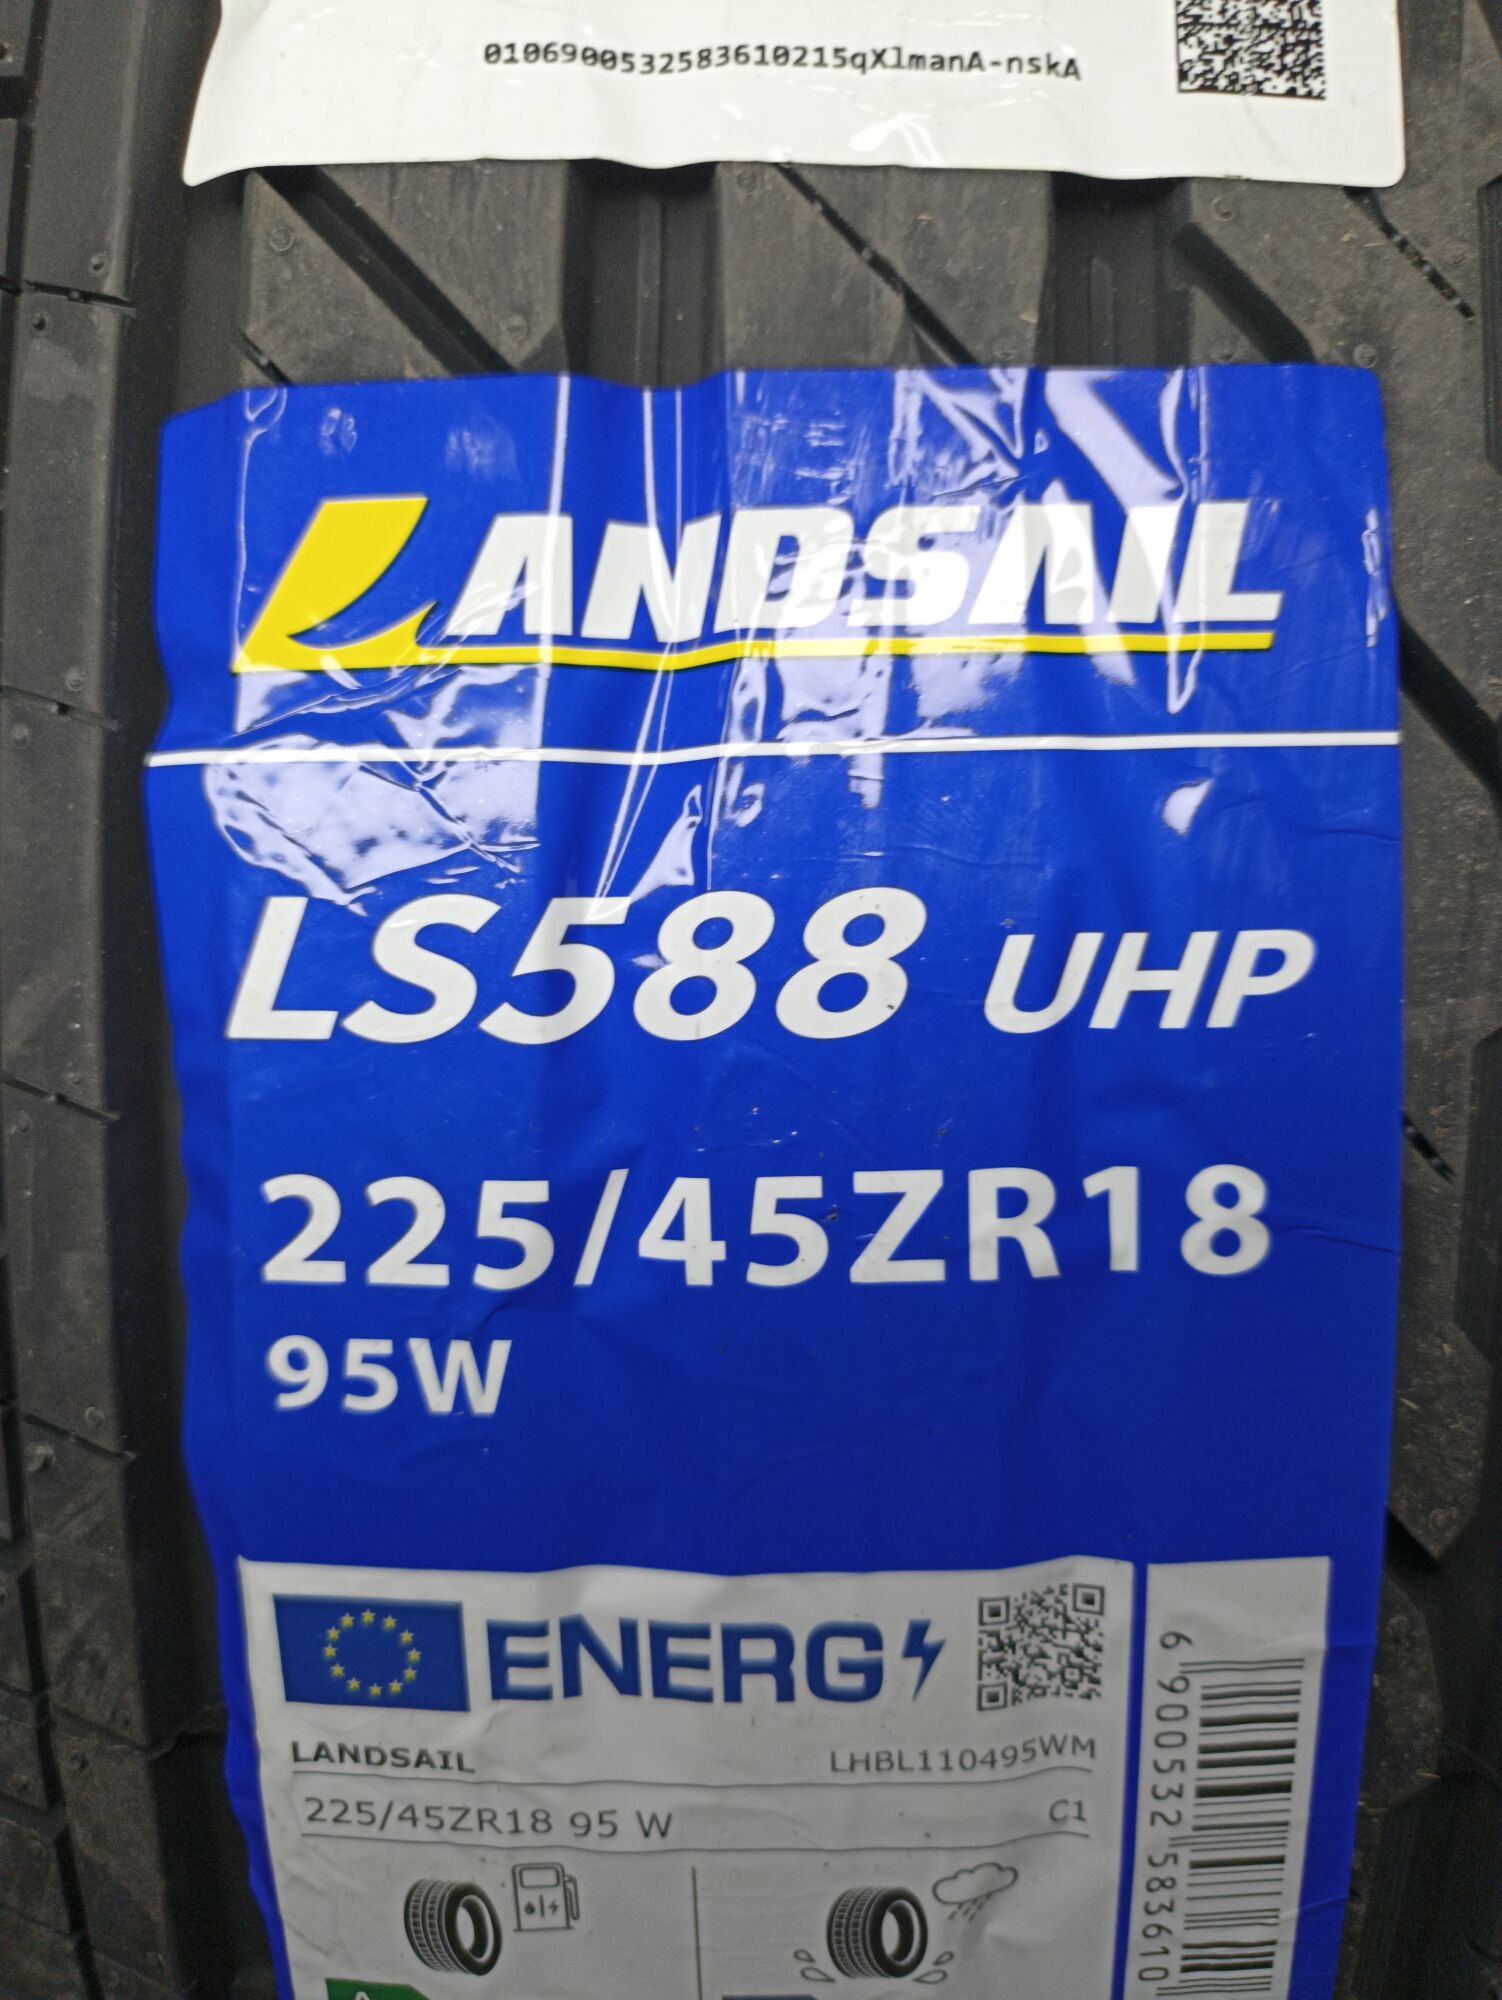 0106900532583610215qXlmanA-nskA
LANDSAIL
LS588 UHP
225/45ZR18
95W
ENERG
LANDSAIL LHBL110495WM
225/45ZR18 95 W C1
6 900532 583610